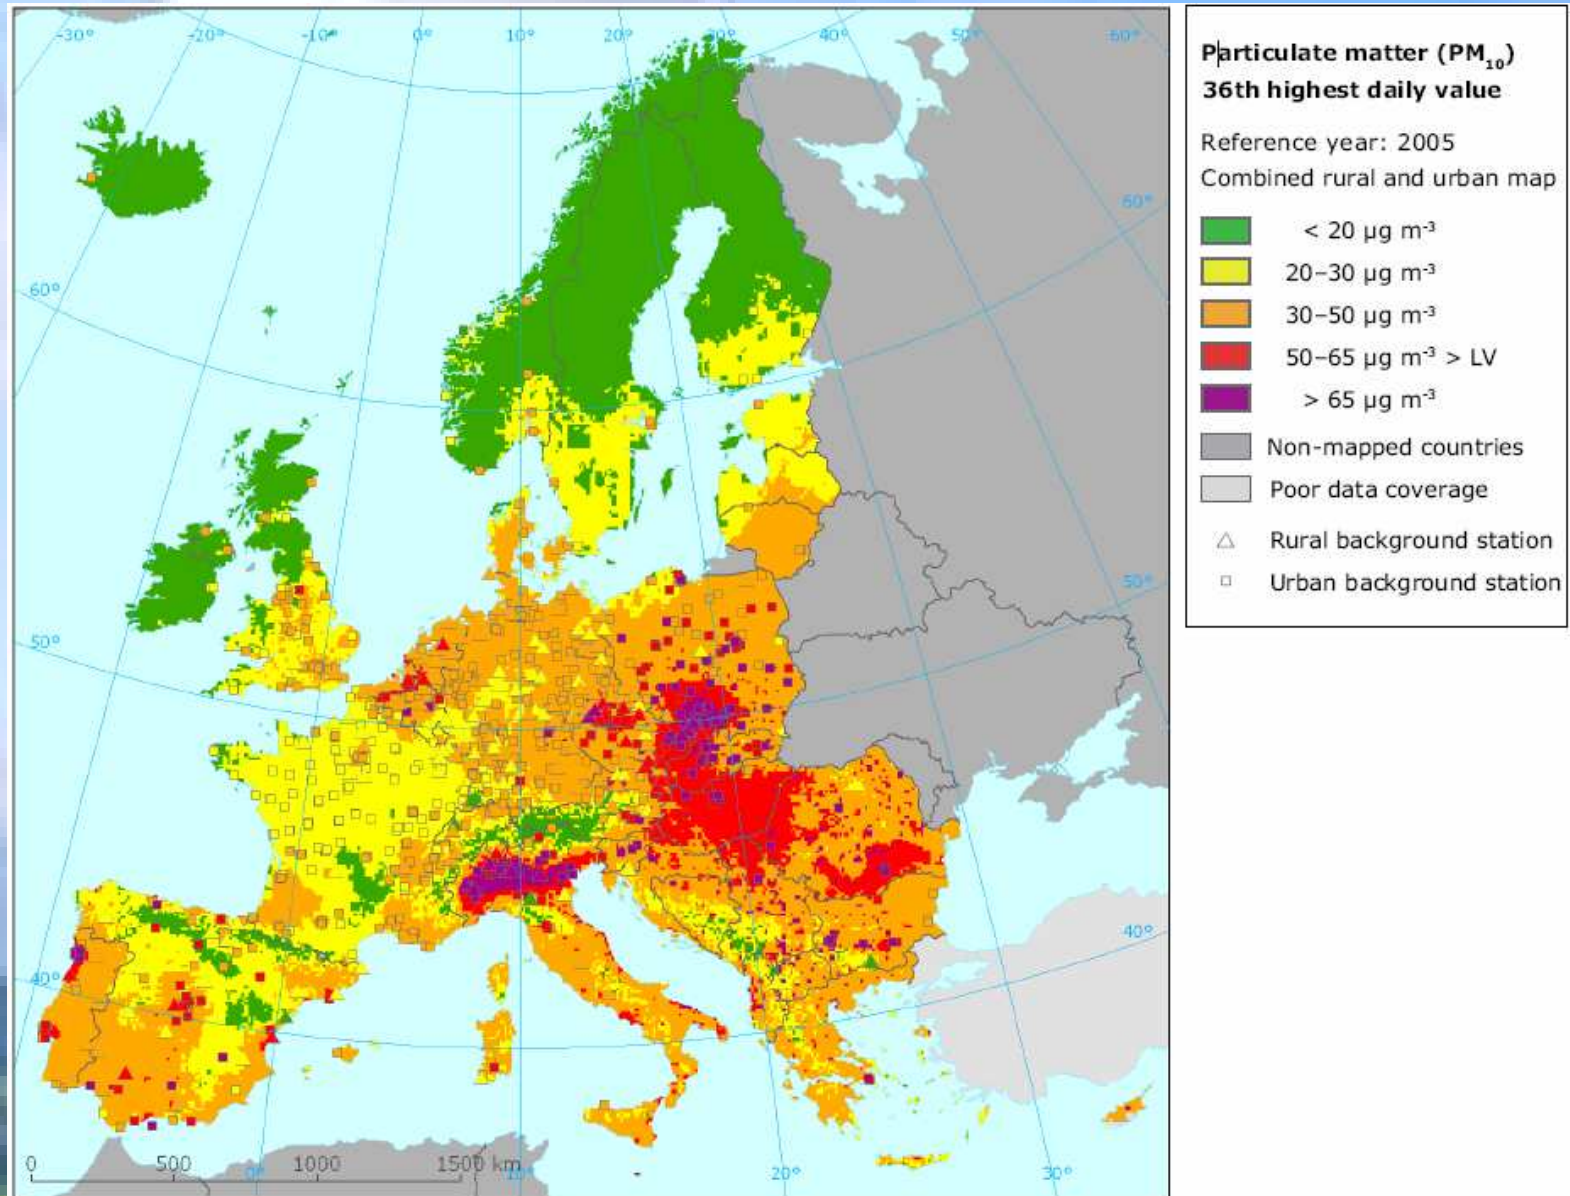 -30° -20° -10° 0° 10° 20° 30° 40° 50° 60°
60°
60°
50°
50°
40°
40°
0 500 1000 1500 km
0° 10° 20° 30°
Particulate matter (PM₁₀)
36th highest daily value
Reference year: 2005
Combined rural and urban map
< 20 µg m⁻³
20–30 µg m⁻³
30–50 µg m⁻³
50–65 µg m⁻³ > LV
> 65 µg m⁻³
Non-mapped countries
Poor data coverage
Rural background station
Urban background station